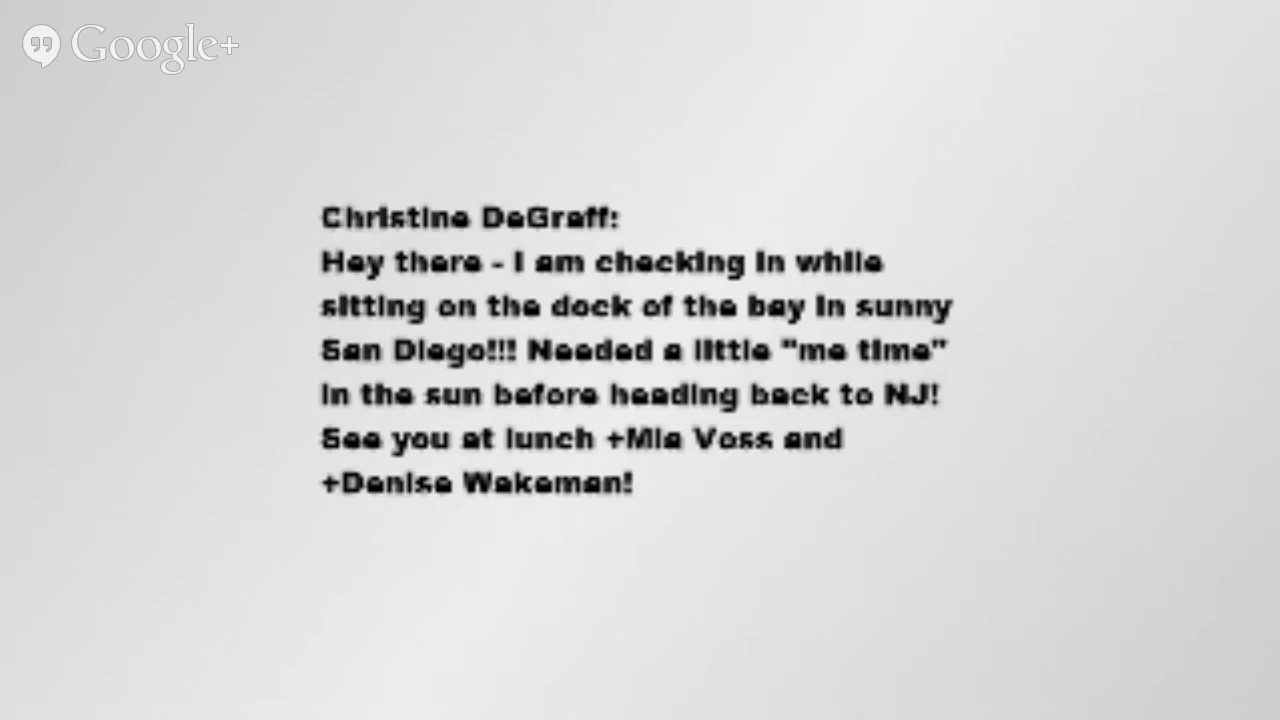 Google+
Christine DeGraff:
Hey there - I am checking in while
sitting on the dock of the bay in sunny
San Diego!!! Needed a little "me time"
in the sun before heading back to NJ!
See you at lunch +Mia Voss and
+Denise Wakeman!